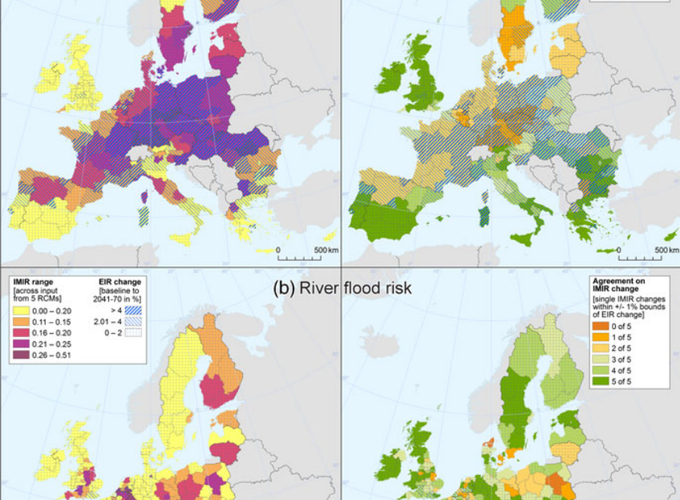 0 500 km
0 500 km
(b) River flood risk
IMIR range
[across input
from 5 RCMs]
0.00 – 0.20
0.11 – 0.15
0.16 – 0.20
0.21 – 0.25
0.26 – 0.51
EIR change
[baseline to
2041-70 in %]
> 4
2.01 – 4
0 – 2
Agreement on
IMIR change
[single IMIR changes
within +/- 1% bounds
of EIR change]
0 of 5
1 of 5
2 of 5
3 of 5
4 of 5
5 of 5